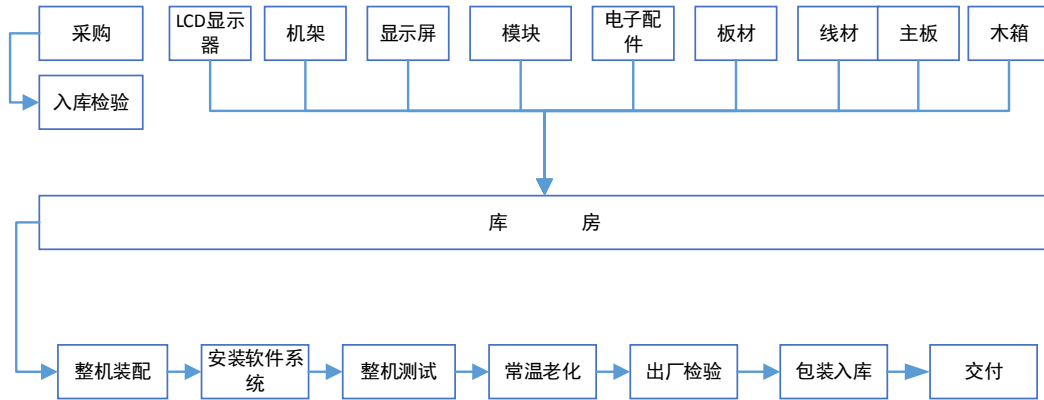 采购
LCD显示
器
机架
显示屏
模块
电子配
件
板材
线材
主板
木箱
入库检验
库 房
整机装配
安装软件系
统
整机测试
常温老化
出厂检验
包装入库
交付